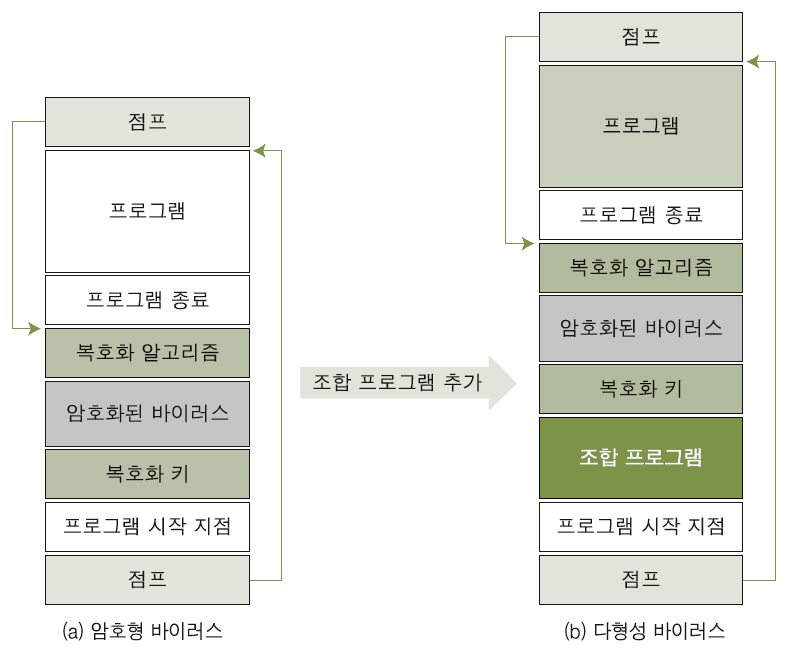 점프
프로그램
프로그램 종료
복호화 알고리즘
암호화된 바이러스
복호화 키
프로그램 시작 지점
점프
(a) 암호형 바이러스
조합 프로그램 추가
점프
프로그램
프로그램 종료
복호화 알고리즘
암호화된 바이러스
복호화 키
조합 프로그램
프로그램 시작 지점
점프
(b) 다형성 바이러스